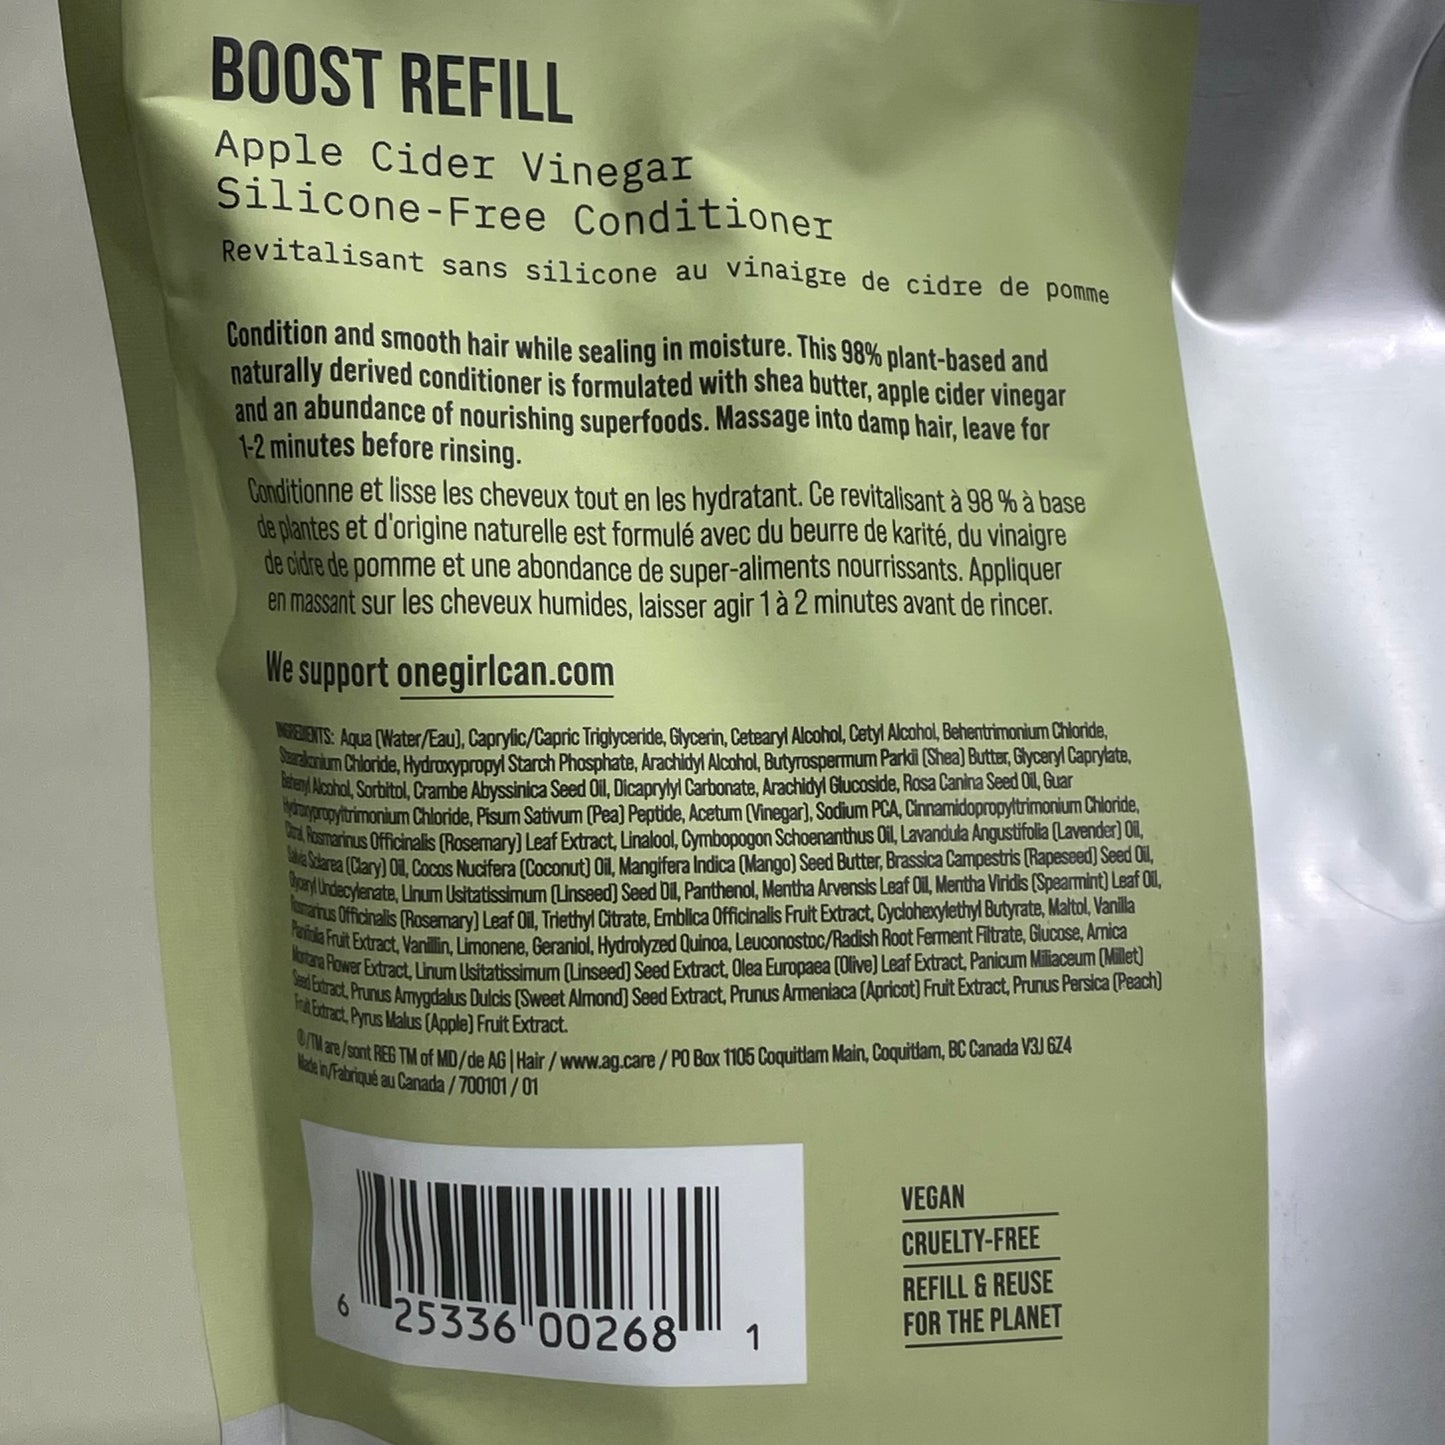 BOOST REFILL
Apple Cider Vinegar
Silicone-Free Conditioner
Revitalisant sans silicone au vinaigre de cidre de pomme
Condition and smooth hair while sealing in moisture. This 98% plant-based and
naturally derived conditioner is formulated with shea butter, apple cider vinegar
and an abundance of nourishing superfoods. Massage into damp hair, leave for
1-2 minutes before rinsing.
Conditionne et lisse les cheveux tout en les hydratant. Ce revitalisant à 98 % à base
de plantes et d'origine naturelle est formulé avec du beurre de karité, du vinaigre
de cidre de pomme et une abondance de super-aliments nourrissants. Appliquer
en massant sur les cheveux humides, laisser agir 1 à 2 minutes avant de rincer.
We support onegirlcan.com
INGREDIENTS: Aqua (Water/Eau), Caprylic/Capric Triglyceride, Glycerin, Cetearyl Alcohol, Cetyl Alcohol, Behentrimonium Chloride,
Stearalkonium Chloride, Hydroxypropyl Starch Phosphate, Arachidyl Alcohol, Butyrospermum Parkii (Shea) Butter, Glyceryl Caprylate,
Behenyl Alcohol, Sorbitol, Crambe Abyssinica Seed Oil, Dicaprylyl Carbonate, Arachidyl Glucoside, Rosa Canina Seed Oil, Guar
Hydroxypropyltrimonium Chloride, Pisum Sativum (Pea) Peptide, Acetum (Vinegar), Sodium PCA, Cinnamidopropyltrimonium Chloride,
Citral, Rosmarinus Officinalis (Rosemary) Leaf Extract, Linalool, Cymbopogon Schoenanthus Oil, Lavandula Angustifolia (Lavender) Oil,
Salvia Sclarea (Clary) Oil, Cocos Nucifera (Coconut) Oil, Mangifera Indica (Mango) Seed Butter, Brassica Campestris (Rapeseed) Seed Oil,
Glyceryl Undecylenate, Linum Usitatissimum (Linseed) Seed Oil, Panthenol, Mentha Arvensis Leaf Oil, Mentha Viridis (Spearmint) Leaf Oil,
Rosmarinus Officinalis (Rosemary) Leaf Oil, Triethyl Citrate, Emblica Officinalis Fruit Extract, Cyclohexylethyl Butyrate, Maltol, Vanilla
Planifolia Fruit Extract, Vanillin, Limonene, Geraniol, Hydrolyzed Quinoa, Leuconostoc/Radish Root Ferment Filtrate, Glucose, Arnica
Montana Flower Extract, Linum Usitatissimum (Linseed) Seed Extract, Olea Europaea (Olive) Leaf Extract, Panicum Miliaceum (Millet)
Seed Extract, Prunus Amygdalus Dulcis (Sweet Almond) Seed Extract, Prunus Armeniaca (Apricot) Fruit Extract, Prunus Persica (Peach)
Fruit Extract, Pyrus Malus (Apple) Fruit Extract.
®/TM are/sont REG TM of MD/de AG | Hair / www.ag.care / PO Box 1105 Coquitlam Main, Coquitlam, BC Canada V3J 6Z4
Made in/Fabriqué au Canada / 700101 / 01
6 25336 00268 1
VEGAN
CRUELTY-FREE
REFILL & REUSE
FOR THE PLANET